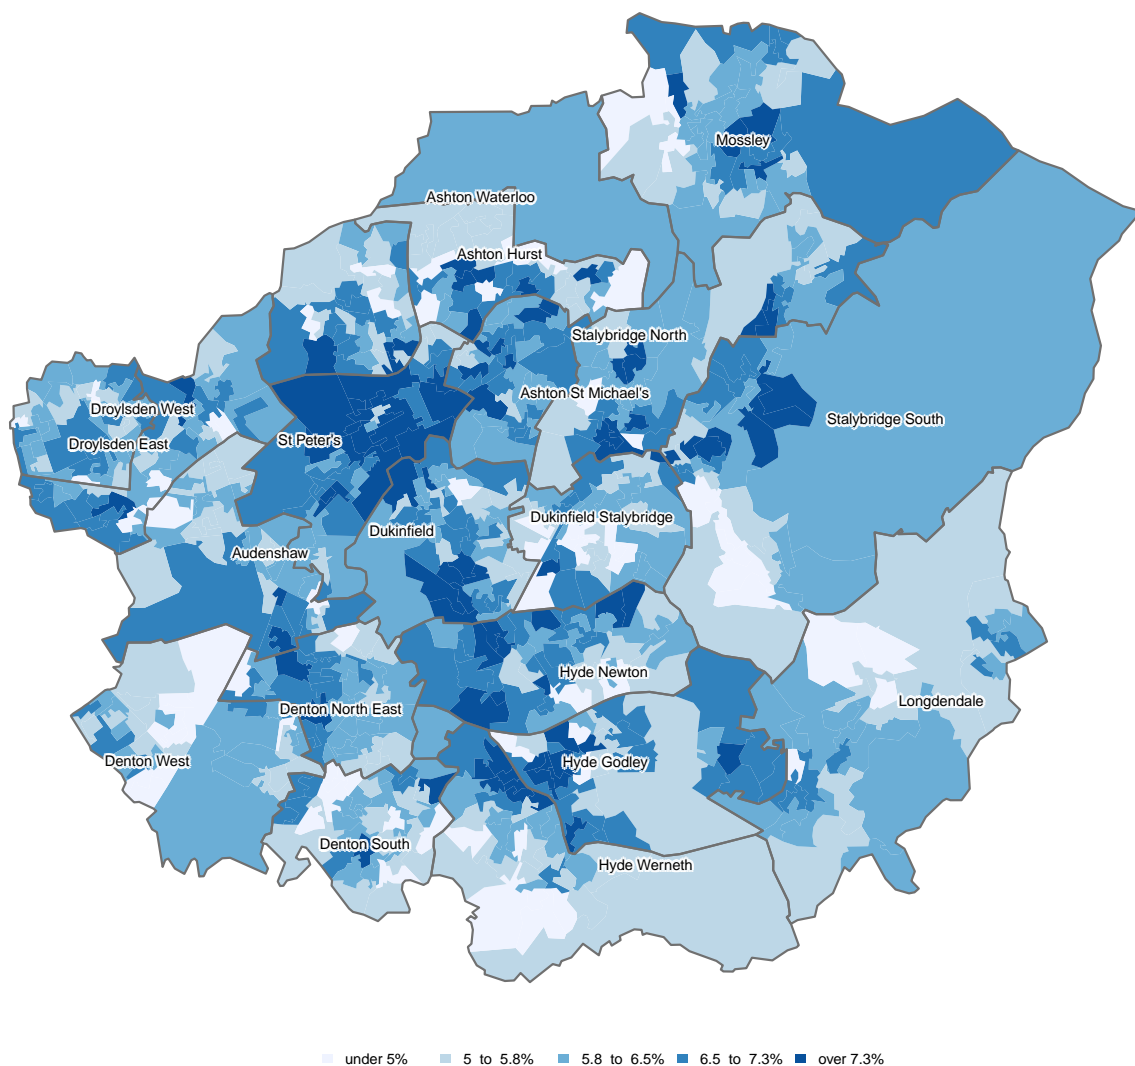 Mossley
Ashton Waterloo
Ashton Hurst
Stalybridge North
Ashton St Michael's
Droylsden West
Stalybridge South
St Peter's
Droylsden East
Dukinfield Stalybridge
Dukinfield
Audenshaw
Hyde Newton
Longdendale
Denton North East
Denton West
Hyde Godley
Denton South
Hyde Werneth
under 5% 5 to 5.8% 5.8 to 6.5% 6.5 to 7.3% over 7.3%